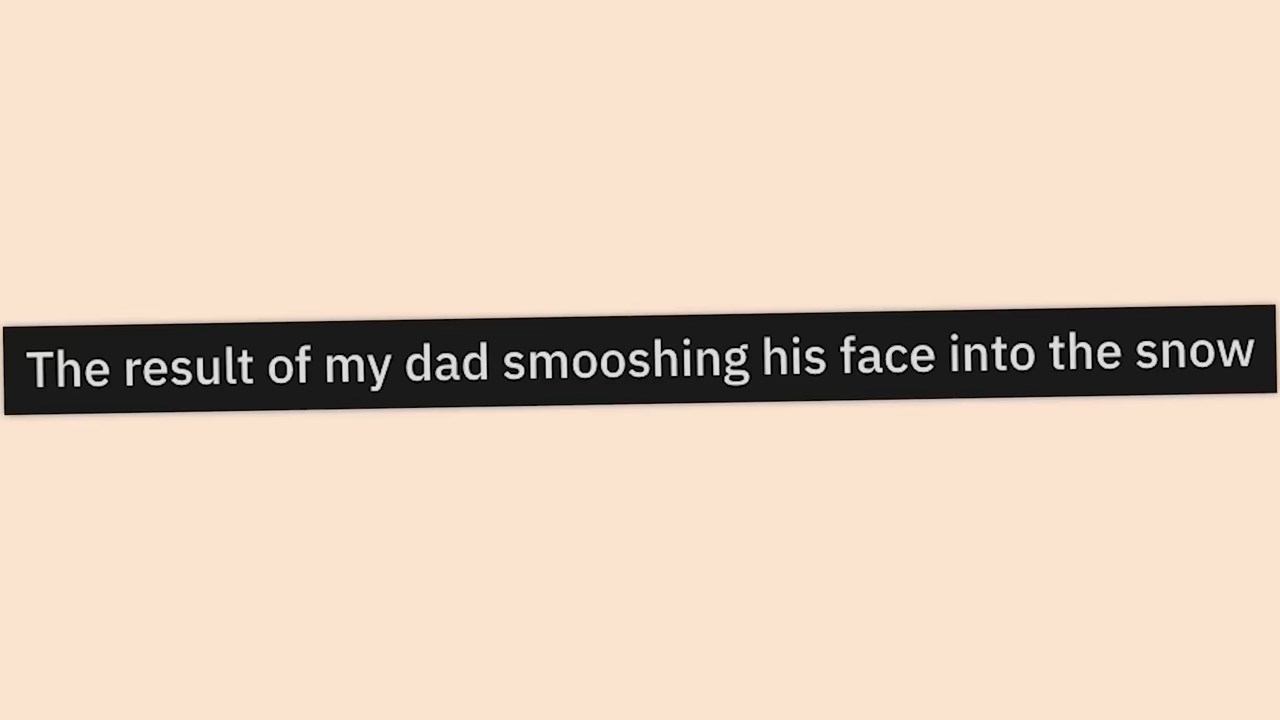 The result of my dad smooshing his face into the snow